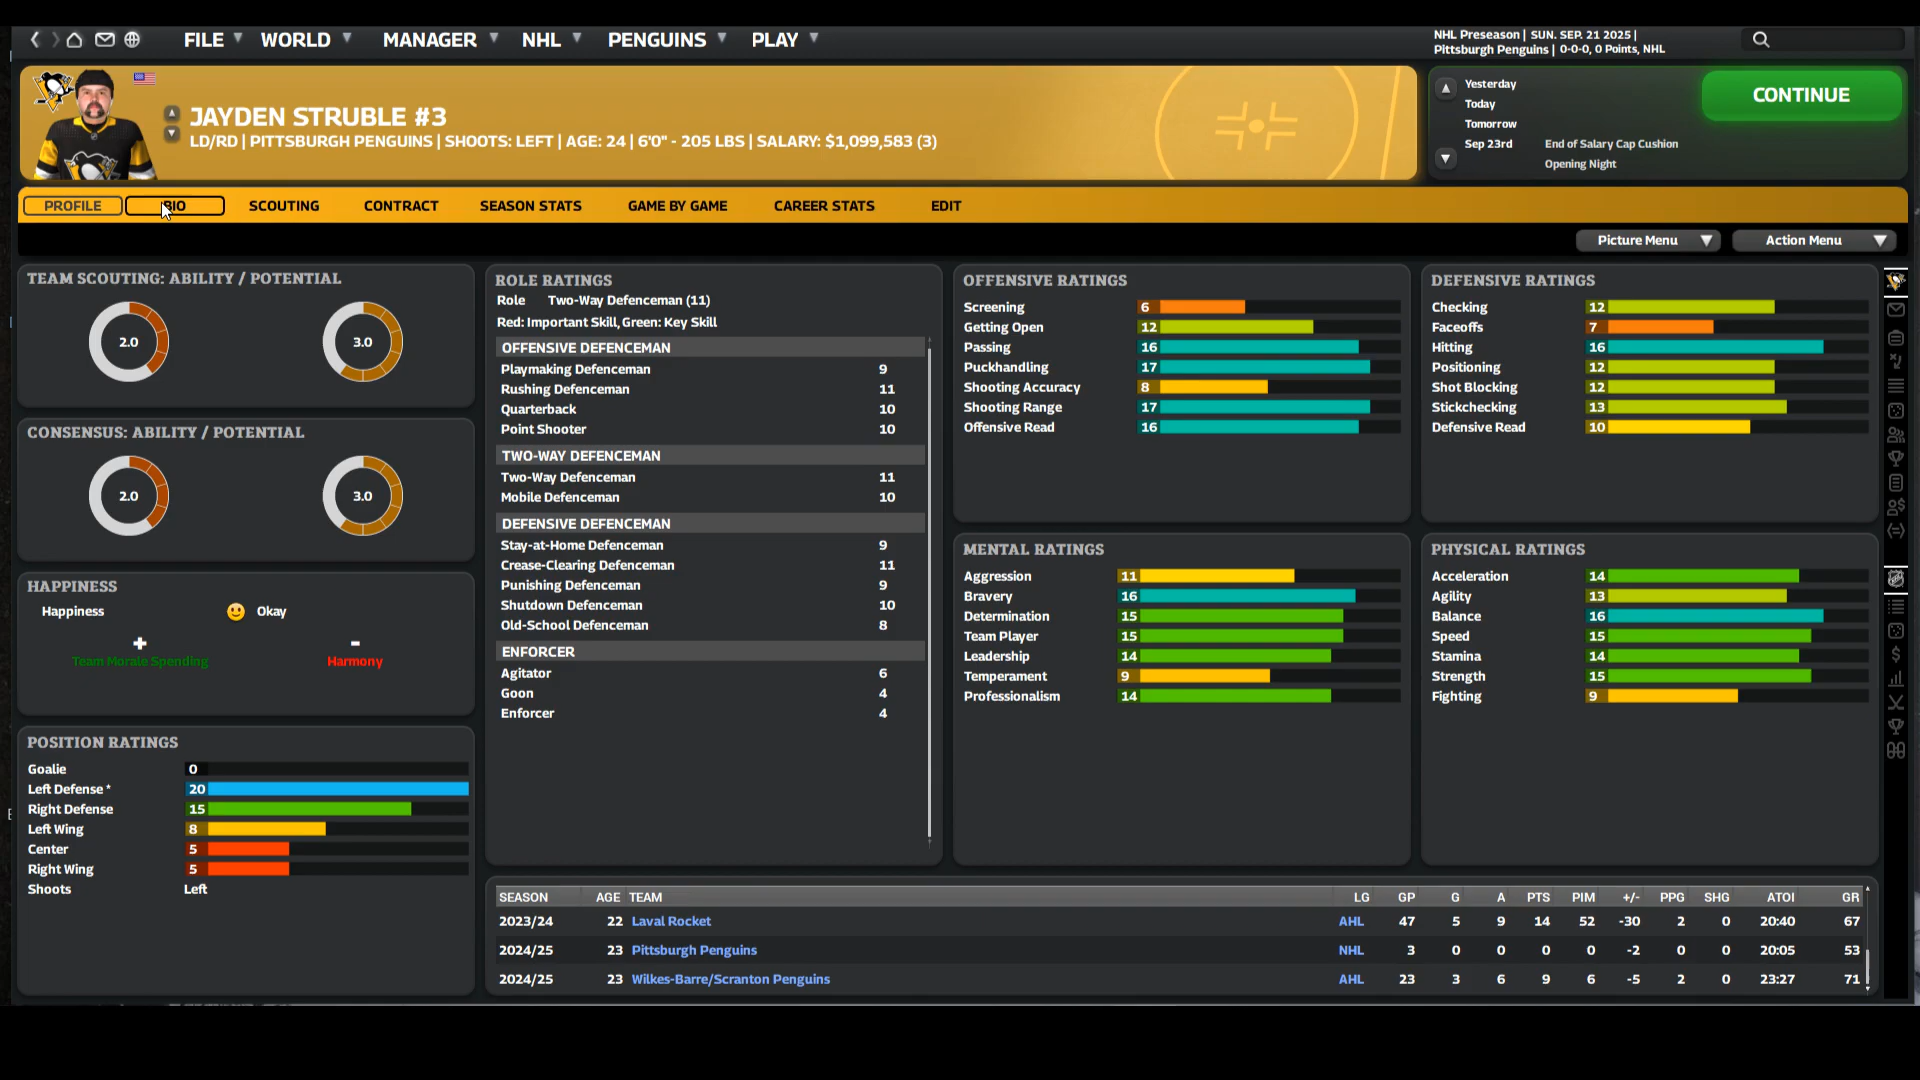 FILE WORLD MANAGER NHL PENGUINS PLAY
NHL Preseason | SUN. SEP. 21 2025 |
Pittsburgh Penguins | 0-0-0, 0 Points, NHL
JAYDEN STRUBLE #3
LD/RD | PITTSBURGH PENGUINS | SHOOTS: LEFT | AGE: 24 | 6'0" - 205 LBS | SALARY: $1,099,583 (3)
Yesterday
Today
Tomorrow
Sep 23rd End of Salary Cap Cushion
Opening Night
CONTINUE
PROFILE BIO SCOUTING CONTRACT SEASON STATS GAME BY GAME CAREER STATS EDIT
Picture Menu Action Menu
TEAM SCOUTING: ABILITY / POTENTIAL
2.0 3.0
CONSENSUS: ABILITY / POTENTIAL
2.0 3.0
HAPPINESS
Happiness Okay
+ -
Team Morale Spending Harmony
POSITION RATINGS
Goalie 0
Left Defense * 20
Right Defense 15
Left Wing 8
Center 5
Right Wing 5
Shoots Left
ROLE RATINGS
Role Two-Way Defenceman (11)
Red: Important Skill, Green: Key Skill
OFFENSIVE DEFENCEMAN
Playmaking Defenceman 9
Rushing Defenceman 11
Quarterback 10
Point Shooter 10
TWO-WAY DEFENCEMAN
Two-Way Defenceman 11
Mobile Defenceman 10
DEFENSIVE DEFENCEMAN
Stay-at-Home Defenceman 9
Crease-Clearing Defenceman 11
Punishing Defenceman 9
Shutdown Defenceman 10
Old-School Defenceman 8
ENFORCER
Agitator 6
Goon 4
Enforcer 4
OFFENSIVE RATINGS
Screening 6
Getting Open 12
Passing 16
Puckhandling 17
Shooting Accuracy 8
Shooting Range 17
Offensive Read 16
DEFENSIVE RATINGS
Checking 12
Faceoffs 7
Hitting 16
Positioning 12
Shot Blocking 12
Stickchecking 13
Defensive Read 10
MENTAL RATINGS
Aggression 11
Bravery 16
Determination 15
Team Player 15
Leadership 14
Temperament 9
Professionalism 14
PHYSICAL RATINGS
Acceleration 14
Agility 13
Balance 16
Speed 15
Stamina 14
Strength 15
Fighting 9
SEASON AGE TEAM LG GP G A PTS PIM +/- PPG SHG ATOI GR
2023/24 22 Laval Rocket AHL 47 5 9 14 52 -30 2 0 20:40 67
2024/25 23 Pittsburgh Penguins NHL 3 0 0 0 0 -2 0 0 20:05 53
2024/25 23 Wilkes-Barre/Scranton Penguins AHL 23 3 6 9 6 -5 2 0 23:27 71